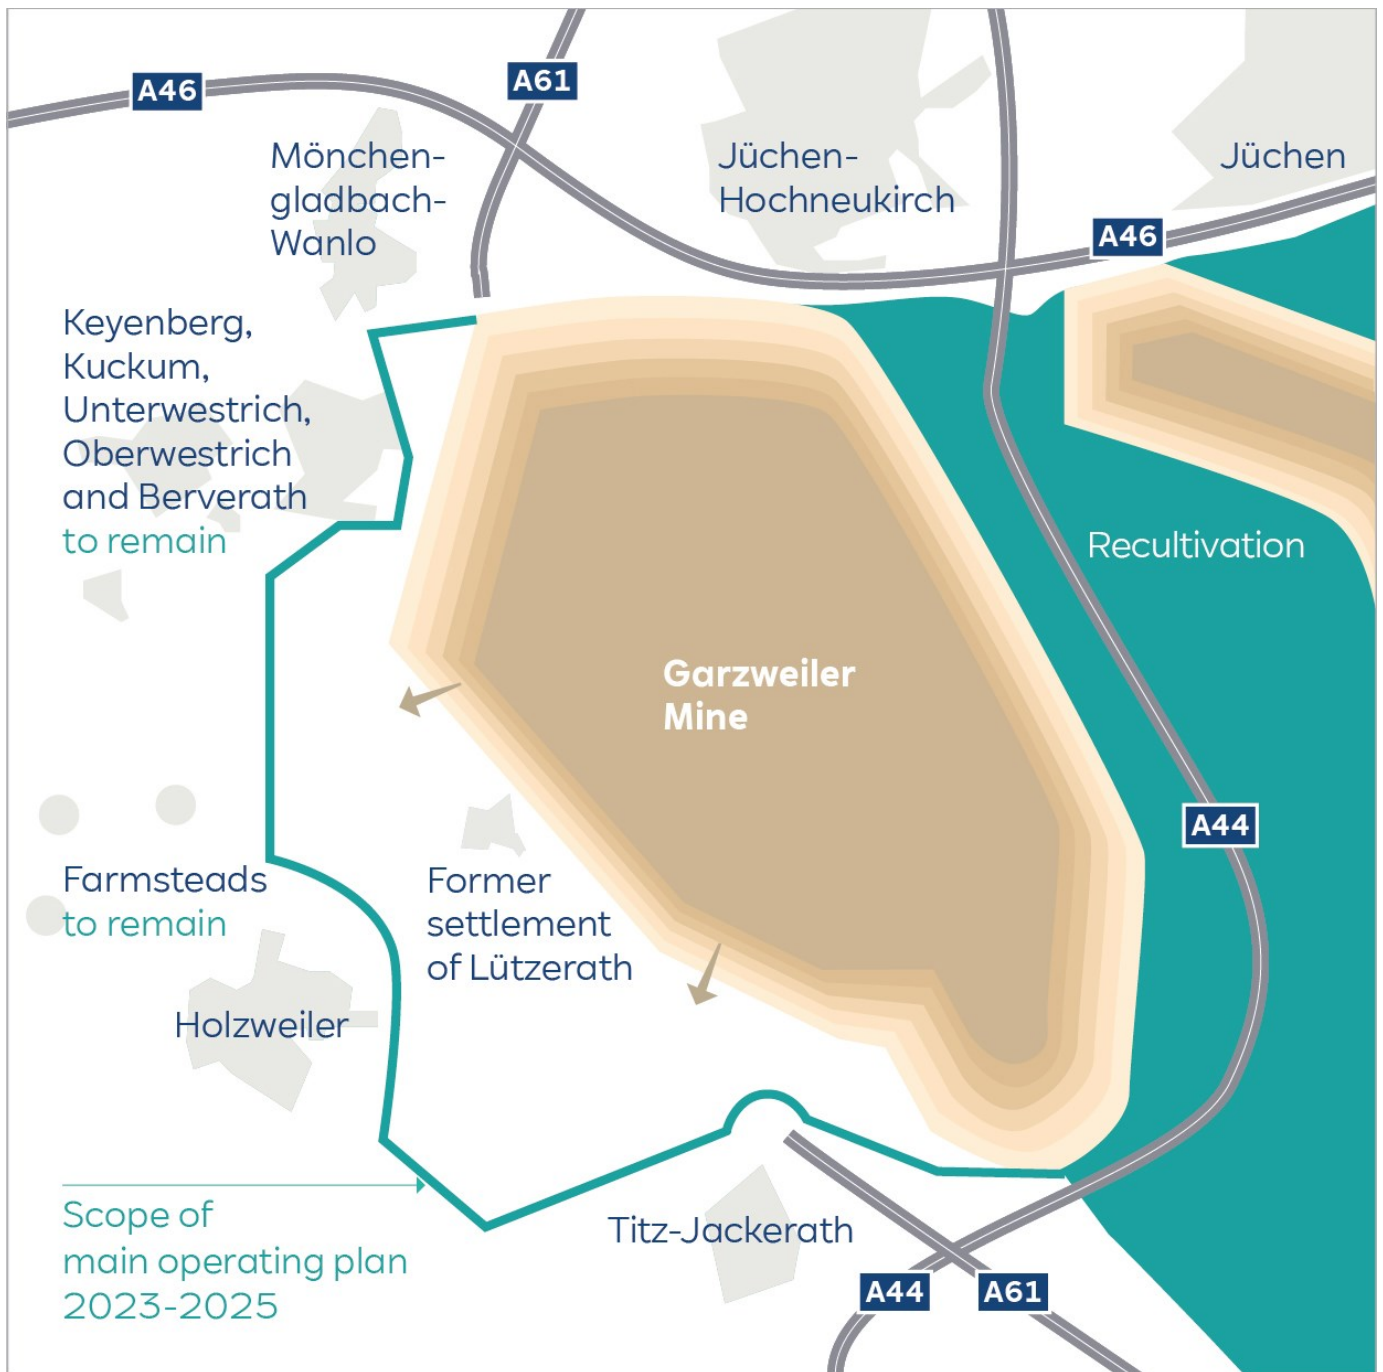 A46
A61
Mönchen-
gladbach-
Wanlo
Jüchen-
Hochneukirch
Jüchen
A46
Keyenberg,
Kuckum,
Unterwestrich,
Oberwestrich
and Berverath
to remain
Recultivation
Garzweiler
Mine
A44
Farmsteads
to remain
Former
settlement
of Lützerath
Holzweiler
Scope of
main operating plan
2023-2025
Titz-Jackerath
A44
A61